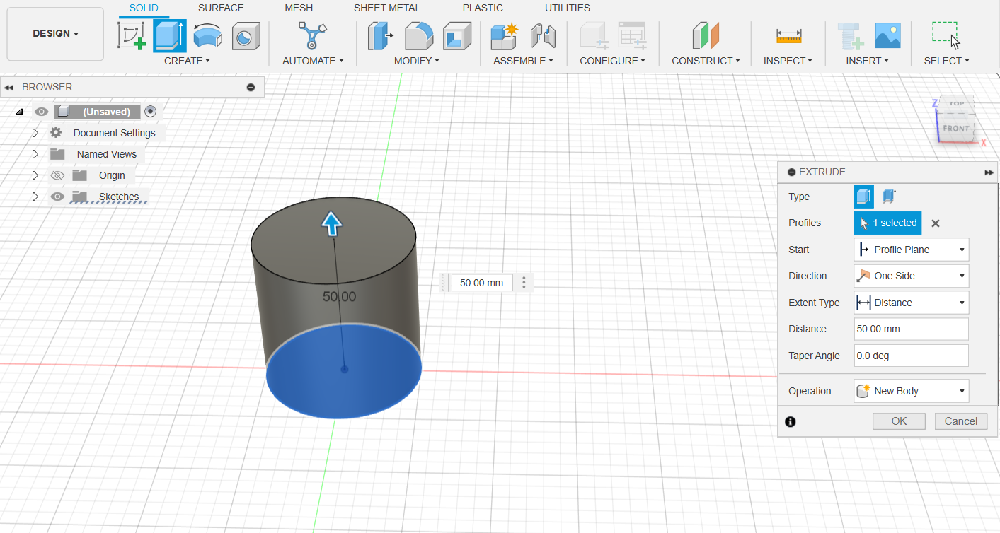 SOLID SURFACE MESH SHEET METAL PLASTIC UTILITIES
DESIGN
CREATE AUTOMATE MODIFY ASSEMBLE CONFIGURE CONSTRUCT INSPECT INSERT SELECT
BROWSER
(Unsaved)
Document Settings
Named Views
Origin
Sketches
Z TOP
FRONT
X
50.00
50.00 mm
EXTRUDE
Type
Profiles 1 selected
Start Profile Plane
Direction One Side
Extent Type Distance
Distance 50.00 mm
Taper Angle 0.0 deg
Operation New Body
OK Cancel